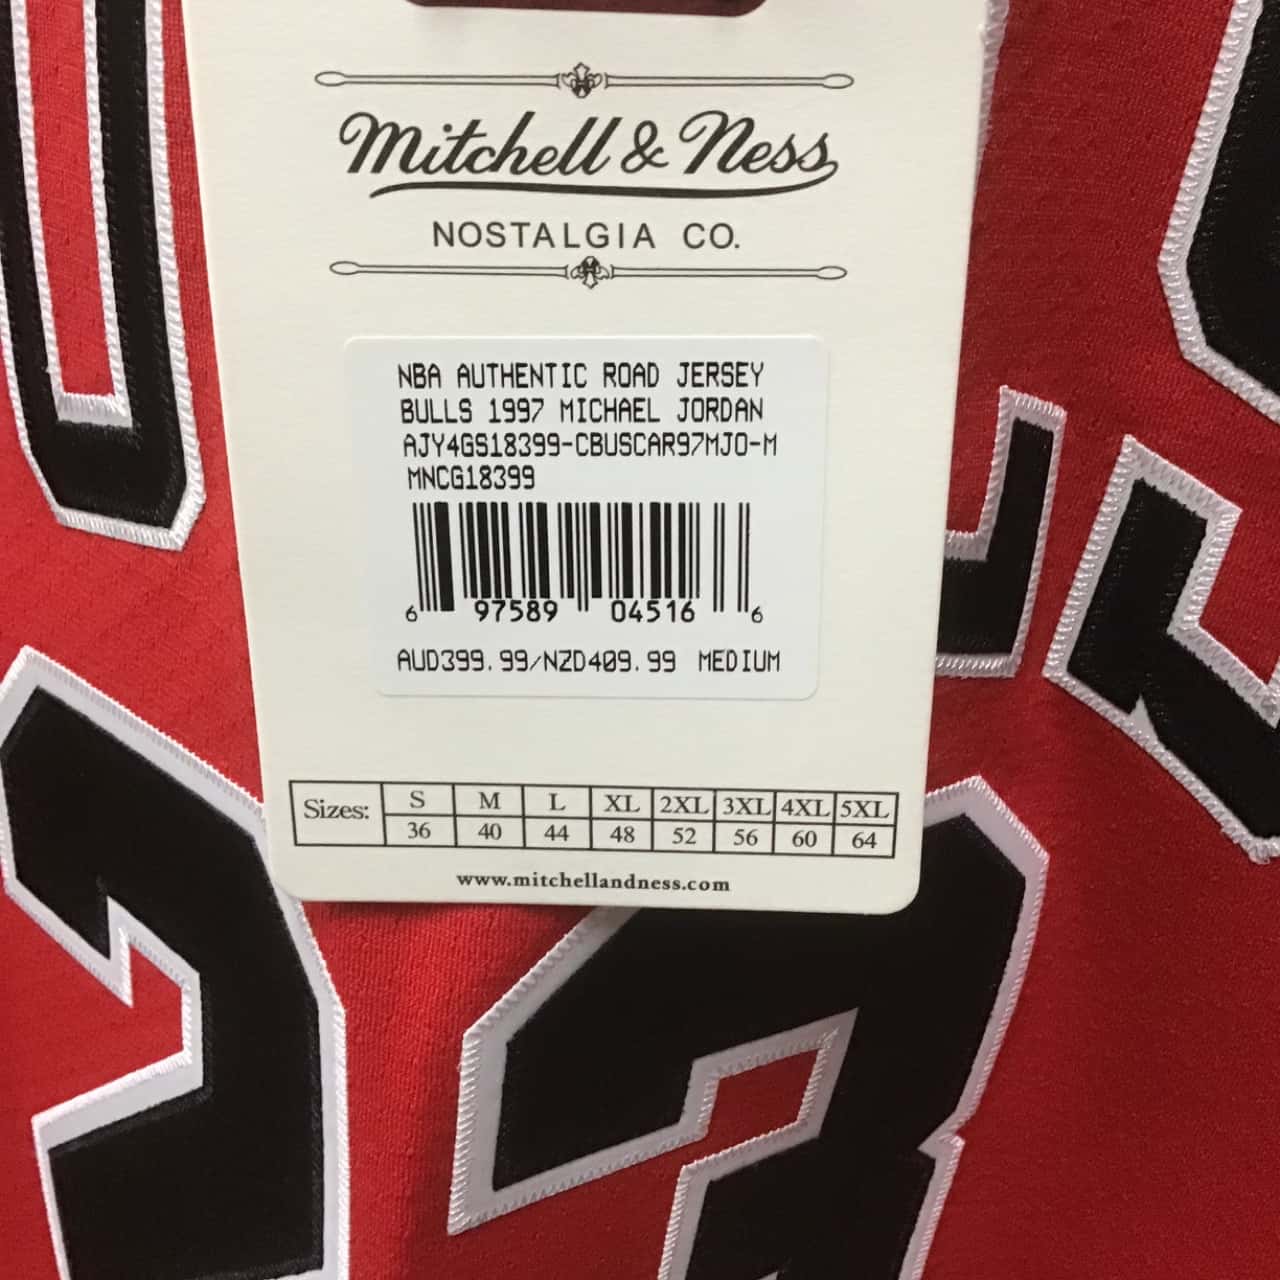 Mitchell & Ness
NOSTALGIA CO.
NBA AUTHENTIC ROAD JERSEY
BULLS 1997 MICHAEL JORDAN
AJY4GS18399-CBUSCAR97MJO-M
MNCG18399
6 97589 04516 6
AUD399.99/NZD409.99 MEDIUM
Sizes: S M L XL 2XL 3XL 4XL 5XL
36 40 44 48 52 56 60 64
www.mitchellandness.com
23